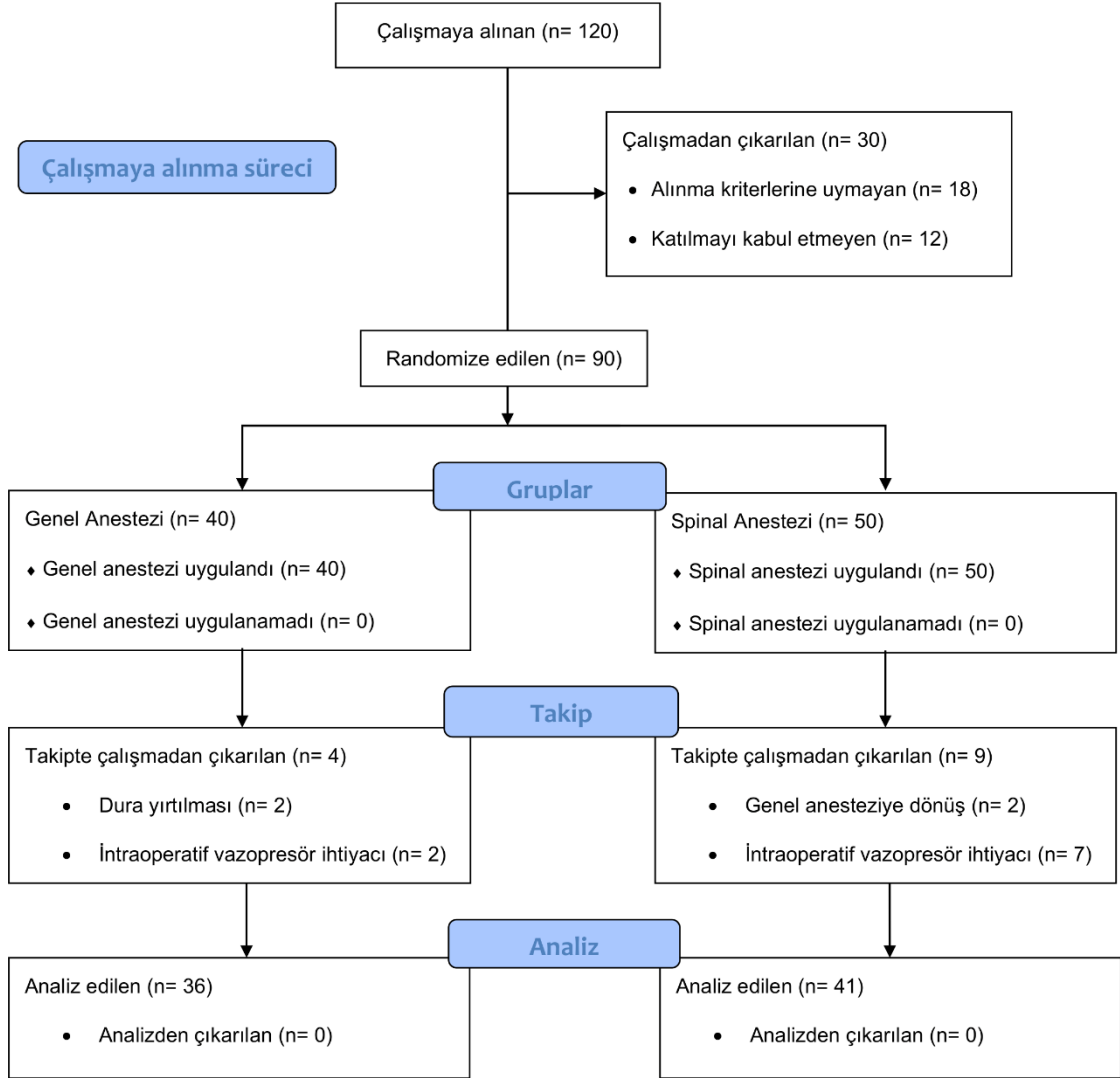 Çalışmaya alınan (n= 120)
Çalışmaya alınma süreci
Çalışmadan çıkarılan (n= 30)
• Alınma kriterlerine uymayan (n= 18)
• Katılmayı kabul etmeyen (n= 12)
Randomize edilen (n= 90)
Gruplar
Genel Anestezi (n= 40)
♦ Genel anestezi uygulandı (n= 40)
♦ Genel anestezi uygulanamadı (n= 0)
Spinal Anestezi (n= 50)
♦ Spinal anestezi uygulandı (n= 50)
♦ Spinal anestezi uygulanamadı (n= 0)
Takip
Takipte çalışmadan çıkarılan (n= 4)
• Dura yırtılması (n= 2)
• İntraoperatif vazopresör ihtiyacı (n= 2)
Takipte çalışmadan çıkarılan (n= 9)
• Genel anesteziye dönüş (n= 2)
• İntraoperatif vazopresör ihtiyacı (n= 7)
Analiz
Analiz edilen (n= 36)
• Analizden çıkarılan (n= 0)
Analiz edilen (n= 41)
• Analizden çıkarılan (n= 0)